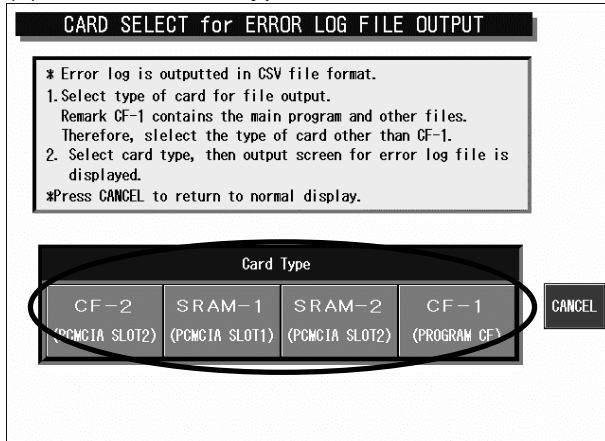 CARD SELECT for ERROR LOG FILE OUTPUT
* Error log is outputted in CSV file format.
1. Select type of card for file output.
Remark CF-1 contains the main program and other files.
Therefore, slelect the type of card other than CF-1.
2. Select card type, then output screen for error log file is
displayed.
*Press CANCEL to return to normal display.
Card Type
CF-2 SRAM-1 SRAM-2 CF-1
(PCMCIA SLOT2) (PCMCIA SLOT1) (PCMCIA SLOT2) (PROGRAM CF)
CANCEL